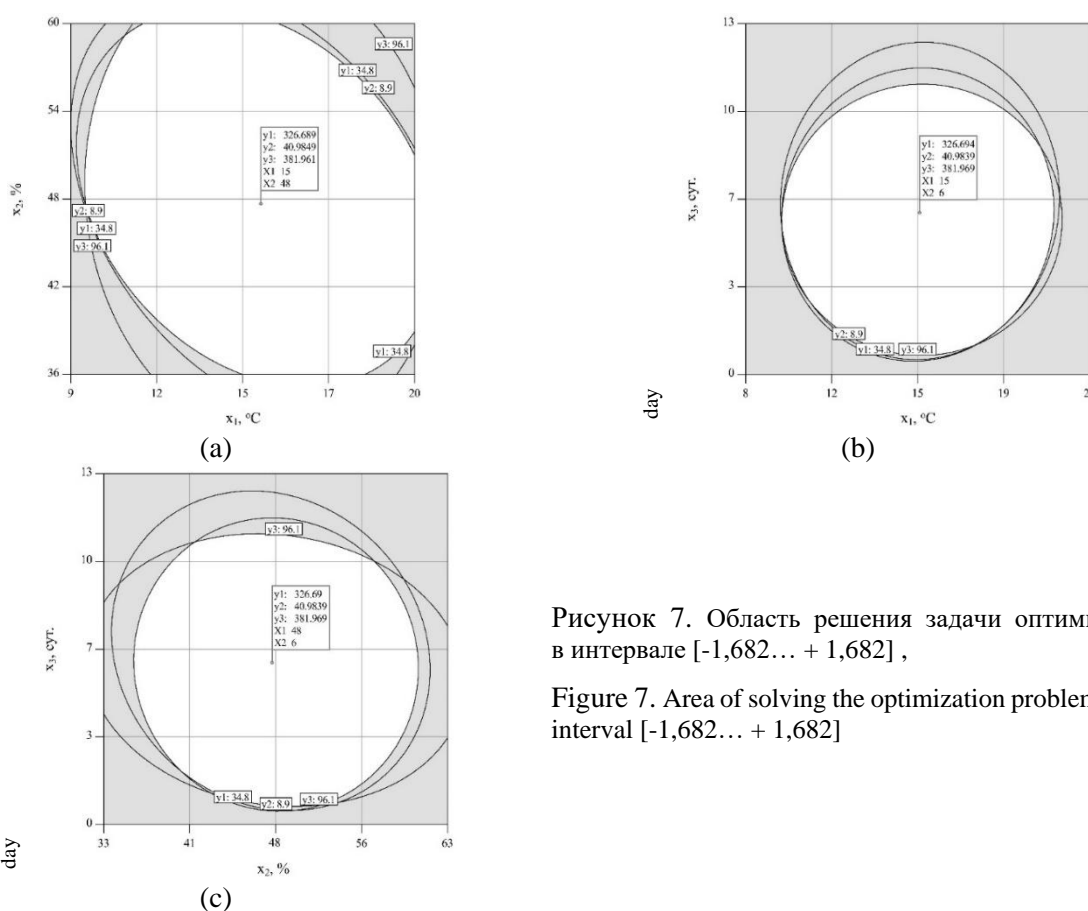 60
54
48
42
36
x₂, %
y3: 96.1
y1: 34.8
y2: 8.9
y1: 326.689
y2: 40.9849
y3: 381.961
X1 15
X2 48
y2: 8.9
y1: 34.8
y3: 96.1
y1: 34.8
9 12 15 17 20
x₁, °C
(a)
13
10
7
3
0
x₃, сут.
day
y1: 326.694
y2: 40.9839
y3: 381.969
X1 15
X2 6
y2: 8.9
y1: 34.8
y3: 96.1
8 12 15 19
x₁, °C
(b)
13
10
7
3
0
x₃, сут.
day
y3: 96.1
y1: 326.69
y2: 40.9839
y3: 381.969
X1 48
X2 6
y1: 34.8
y2: 8.9
y3: 96.1
33 41 48 56 63
x₂, %
(c)
Рисунок 7. Область решения задачи
в интервале [-1,682… + 1,682] ,
Figure 7. Area of solving the optimization
interval [-1,682… + 1,682]